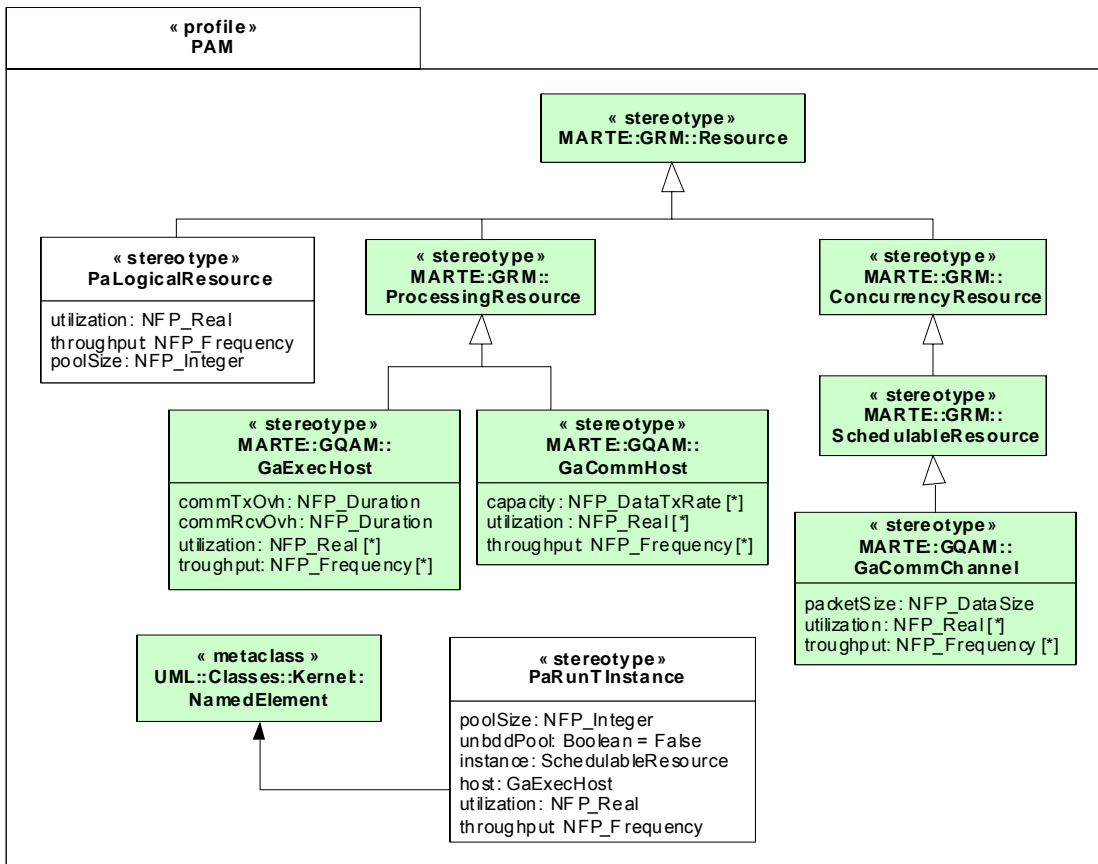 « profile»
PAM
« stereotype»
MARTE::GRM::Resource
« stereotype»
PaLogicalResource
utilization: NFP_Real
throughput: NFP_Frequency
poolSize: NFP_Integer
« stereotype»
MARTE::GRM::
ProcessingResource
« stereotype»
MARTE::GRM::
ConcurrencyResource
« stereotype»
MARTE::GQAM::
GaExecHost
commTxOvh: NFP_Duration
commRcvOvh: NFP_Duration
utilization: NFP_Real [*]
troughput: NFP_Frequency [*]
« stereotype»
MARTE::GQAM::
GaCommHost
capacity: NFP_DataTxRate [*]
utilization: NFP_Real [*]
throughput: NFP_Frequency [*]
« stereotype»
MARTE::GRM::
SchedulableResource
« stereotype»
MARTE::GQAM::
GaCommChannel
packetSize: NFP_DataSize
utilization: NFP_Real [*]
troughput: NFP_Frequency [*]
« metaclass »
UML::Classes::Kernel::
NamedElement
« stereotype»
PaRunTInstance
poolSize: NFP_Integer
unbddPool: Boolean = False
instance: SchedulableResource
host: GaExecHost
utilization: NFP_Real
throughput: NFP_Frequency